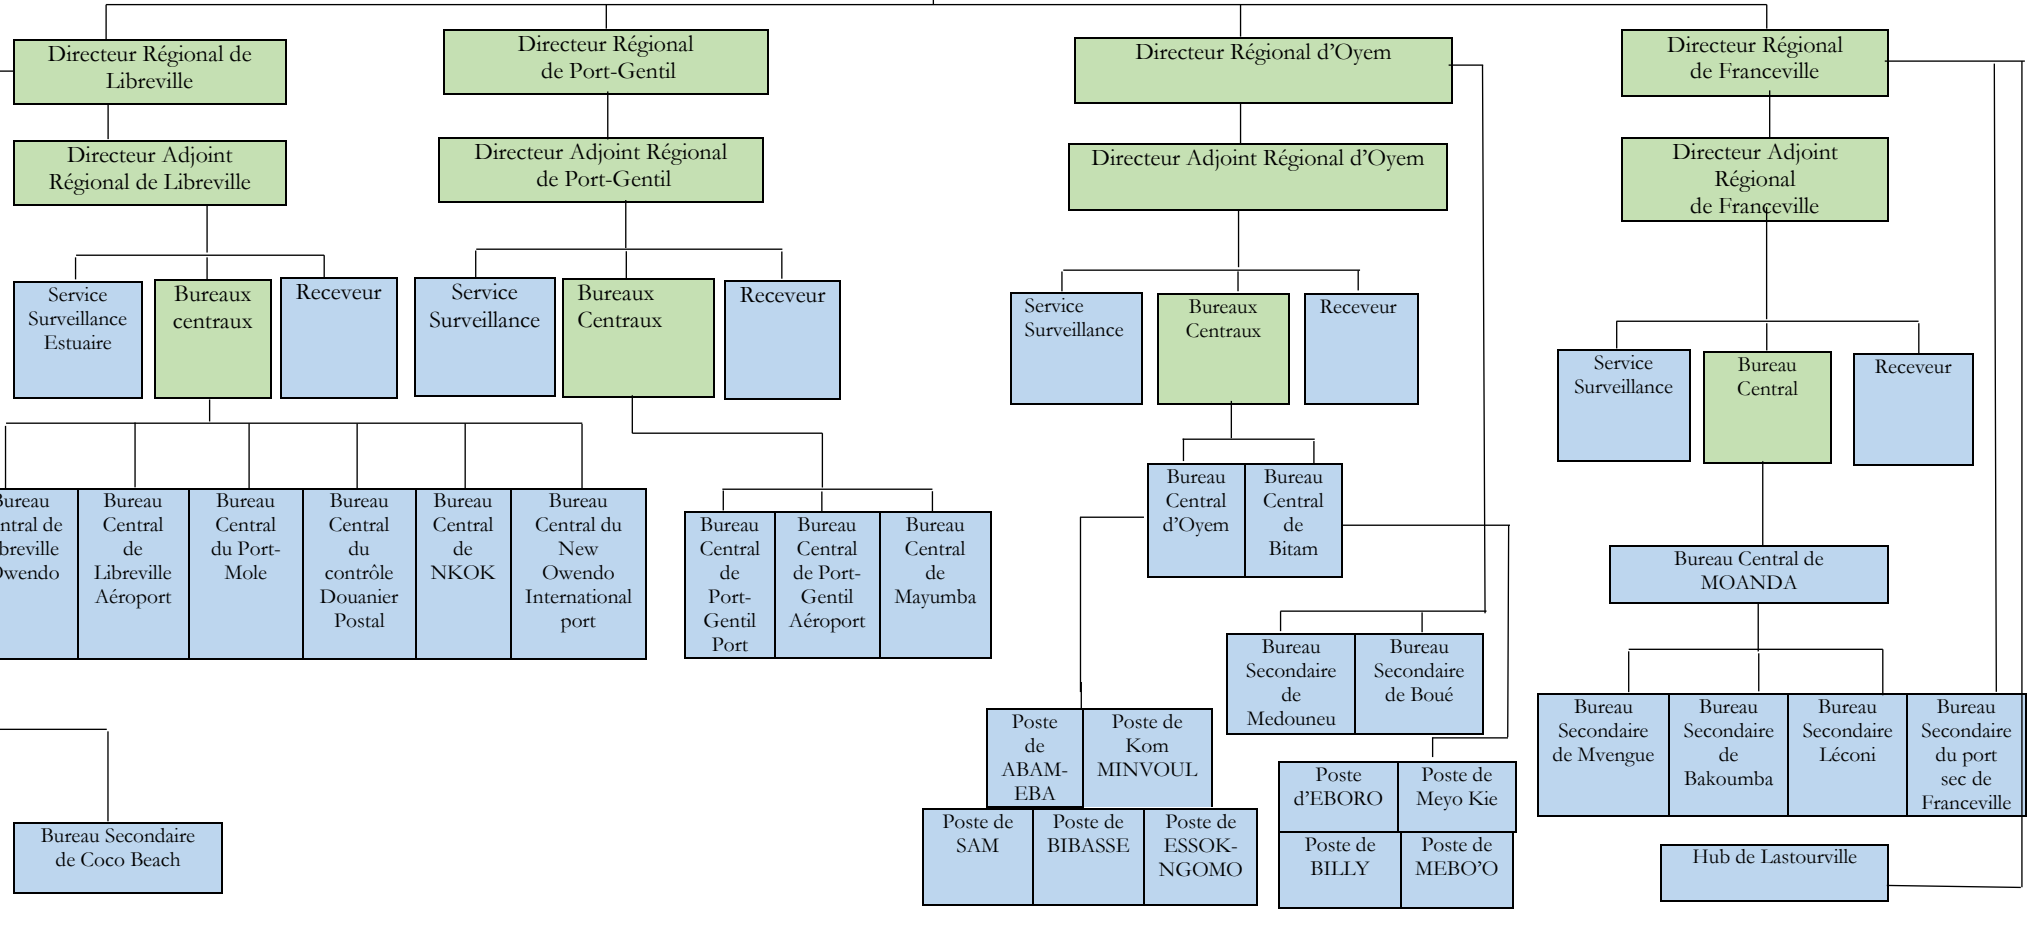 Directeur Régional de
Libreville
Directeur Régional
de Port-Gentil
Directeur Régional d’Oyem
Directeur Régional
de Franceville
Directeur Adjoint
Régional de Libreville
Directeur Adjoint Régional
de Port-Gentil
Directeur Adjoint Régional d’Oyem
Directeur Adjoint
Régional
de Franceville
Service
Surveillance
Estuaire
Bureaux
centraux
Receveur
Service
Surveillance
Bureaux
Centraux
Receveur
Service
Surveillance
Bureaux
Centraux
Receveur
Service
Surveillance
Bureau
Central
Receveur
de
Bureau
Central
de
Libreville
Aéroport
Bureau
Central
du Port-
Mole
Bureau
Central
du
contrôle
Douanier
Postal
Bureau
Central
de
NKOK
Bureau
Central du
New
Owendo
International
port
Bureau
Central
de
Port-
Gentil
Port
Bureau
Central
de Port-
Gentil
Aéroport
Bureau
Central
de
Mayumba
Bureau
Central
d’Oyem
Bureau
Central
de
Bitam
Bureau Central de
MOANDA
Bureau
Secondaire
de
Medouneu
Bureau
Secondaire
de Boué
Bureau
Secondaire
de Mvengue
Bureau
Secondaire
de
Bakoumba
Bureau
Secondaire
Léconi
Bureau
Secondaire
du port
sec de
Franceville
Poste
de
ABAM-
EBA
Poste de
Kom
MINVOUL
Poste de
SAM
Poste de
BIBASSE
Poste de
ESSOK-
NGOMO
Poste
d’EBORO
Poste de
Meyo Kie
Poste de
BILLY
Poste de
MEBO’O
Bureau Secondaire
de Coco Beach
Hub de Lastourville